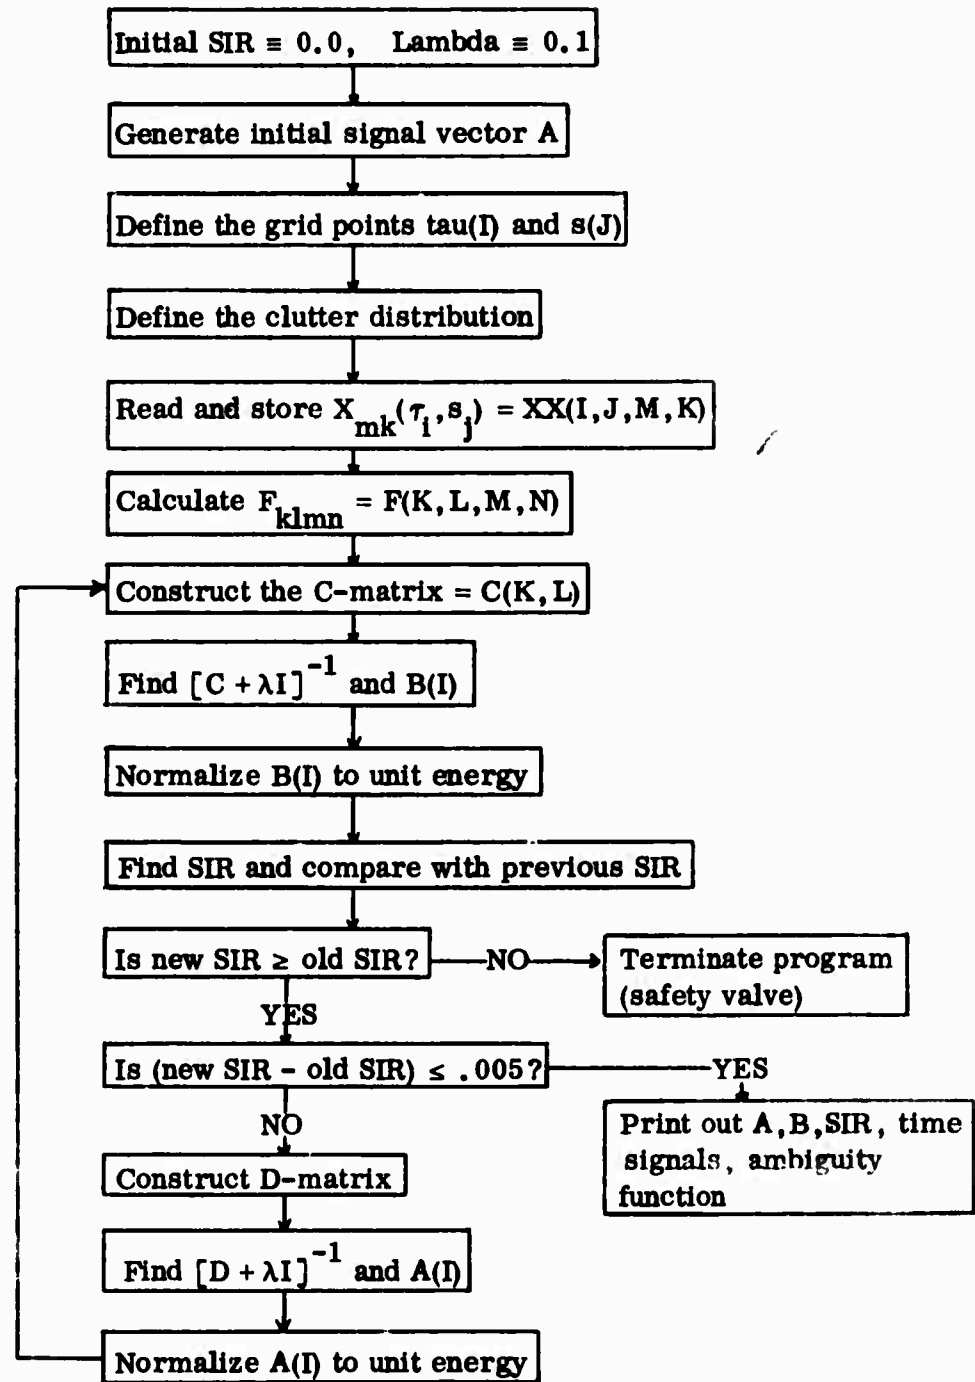 Initial SIR ≡ 0.0, Lambda ≡ 0.1
Generate initial signal vector A
Define the grid points tau(I) and s(J)
Define the clutter distribution
Read and store X_mk(τ_i, s_j) = XX(I, J, M, K)
Calculate F_klmn = F(K, L, M, N)
Construct the C-matrix = C(K, L)
Find [C + λI]^-1 and B(I)
Normalize B(I) to unit energy
Find SIR and compare with previous SIR
Is new SIR ≥ old SIR?
NO
Terminate program
(safety valve)
YES
Is (new SIR - old SIR) ≤ .005?
YES
Print out A, B, SIR, time
signals, ambiguity
function
NO
Construct D-matrix
Find [D + λI]^-1 and A(I)
Normalize A(I) to unit energy